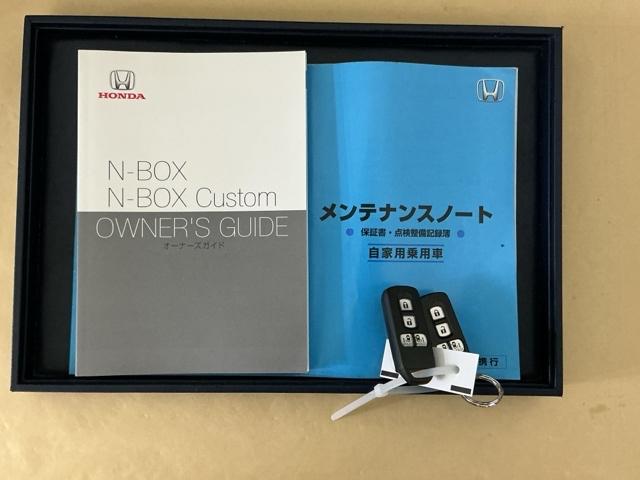 HONDA
N-BOX
N-BOX Custom
OWNER'S GUIDE
オーナーズガイド
メンテナンスノート
保証書・点検整備記録簿
自家用乗用車
携行